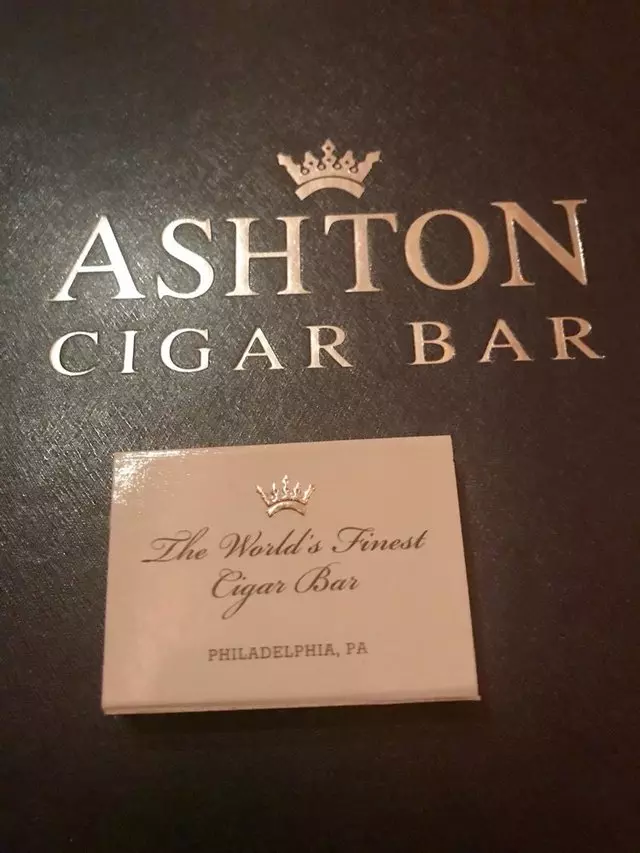 ASHTON
CIGAR BAR
The World's Finest
Cigar Bar
PHILADELPHIA, PA